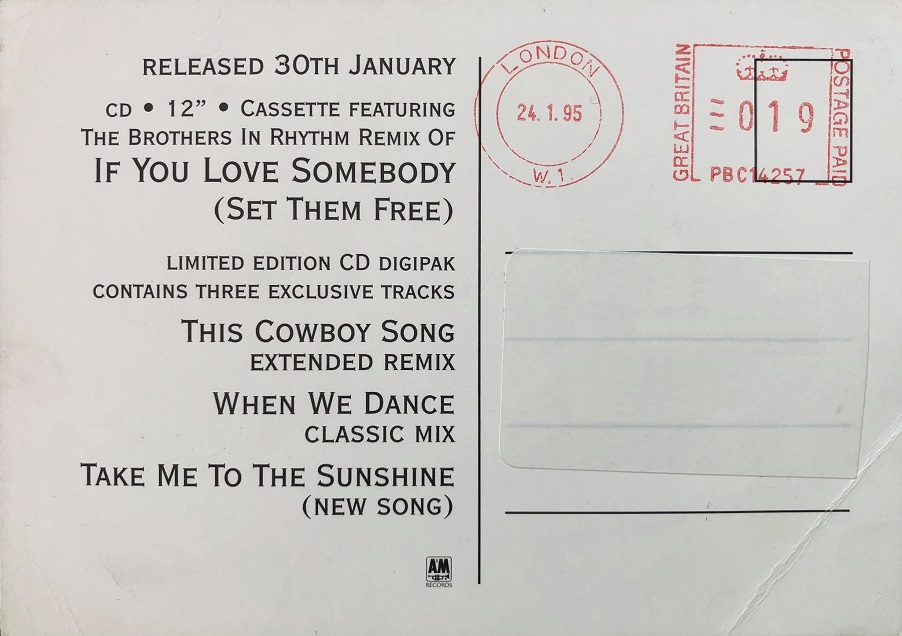 RELEASED 30TH JANUARY
CD • 12” • CASSETTE FEATURING
THE BROTHERS IN RHYTHM REMIX OF
IF YOU LOVE SOMEBODY
(SET THEM FREE)
LIMITED EDITION CD DIGIPAK
CONTAINS THREE EXCLUSIVE TRACKS
THIS COWBOY SONG
EXTENDED REMIX
WHEN WE DANCE
CLASSIC MIX
TAKE ME TO THE SUNSHINE
(NEW SONG)
A&M
RECORDS
LONDON
24.1.95
W.1.
GREAT BRITAIN
019
POSTAGE PAID
PBC14257